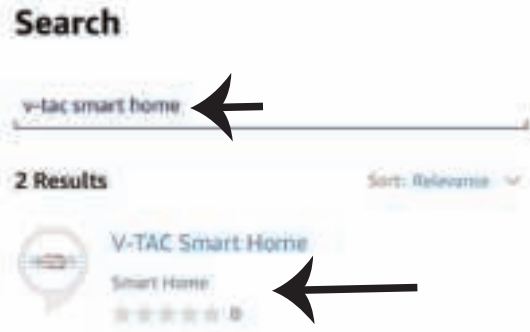 Search
v-tac smart home
2 Results
Sort: Relevance
V-TAC Smart Home
Smart Home
0